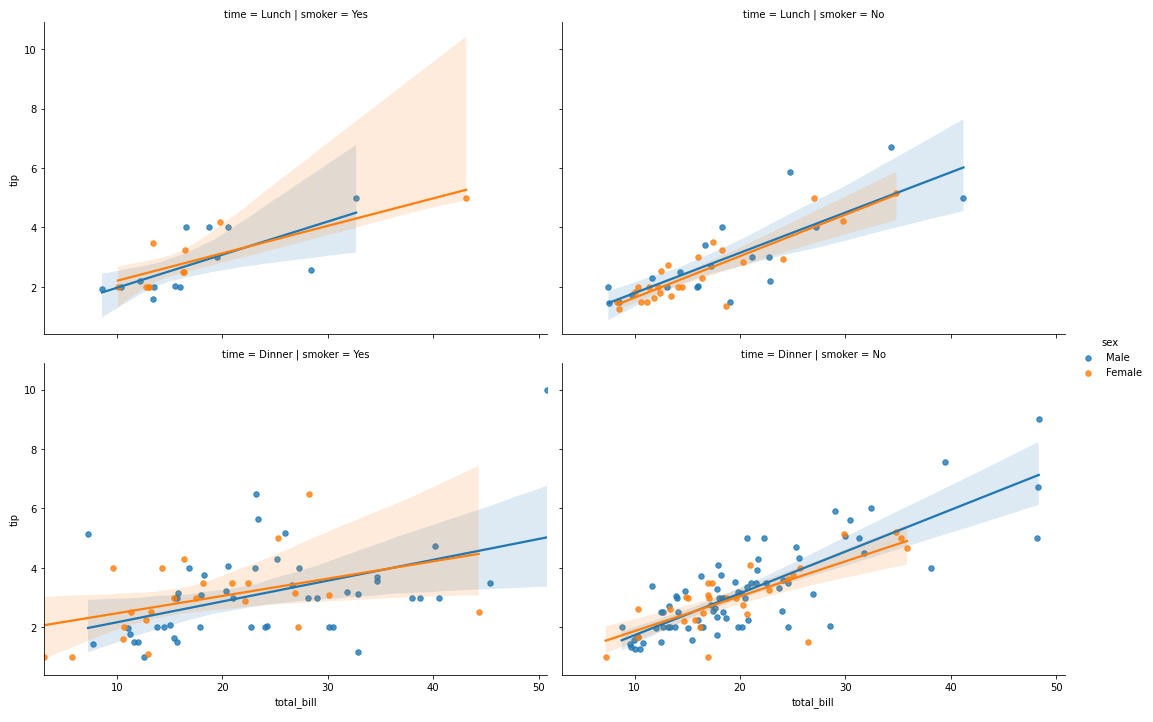 time = Lunch | smoker = Yes
time = Lunch | smoker = No
10
8
6
4
2
tip
time = Dinner | smoker = Yes
time = Dinner | smoker = No
sex
Male
Female
10
8
6
4
2
tip
10 20 30 40 50
10 20 30 40 50
total_bill
total_bill